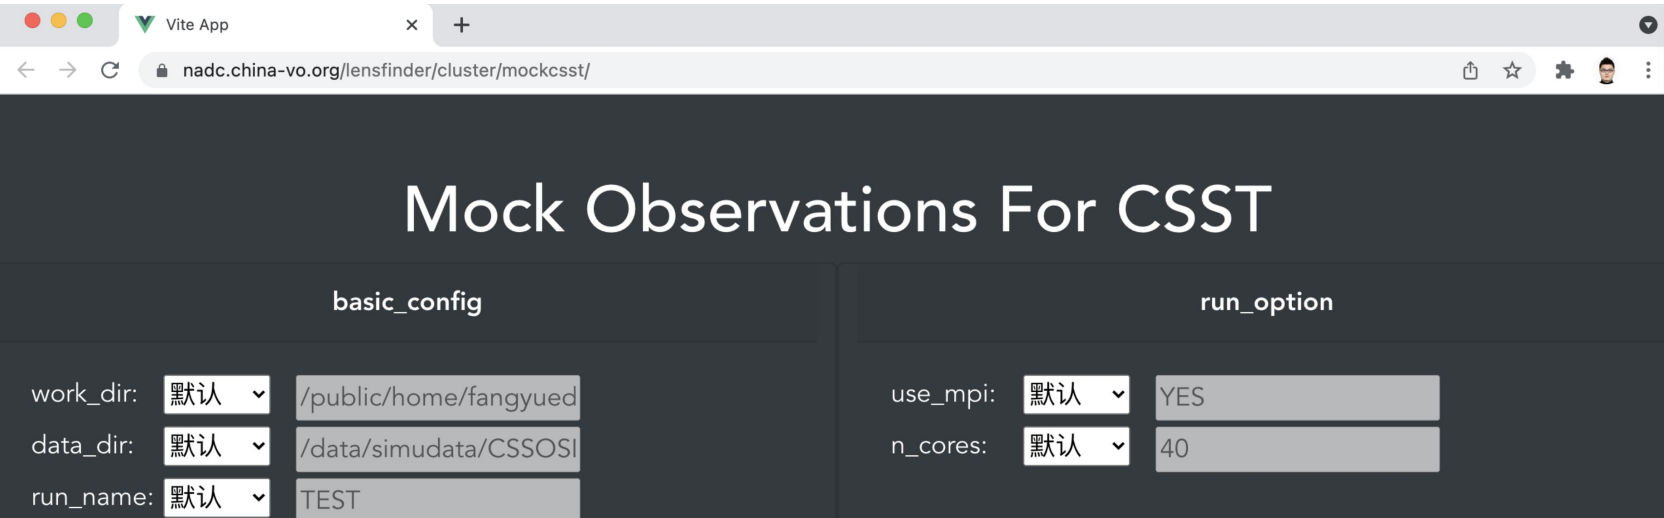 Vite App
nadc.china-vo.org/lensfinder/cluster/mockcsst/
Mock Observations For CSST
basic_config
run_option
work_dir: 默认 /public/home/fangyued
use_mpi: 默认 YES
data_dir: 默认 /data/simudata/CSSOSI
n_cores: 默认 40
run_name: 默认 TEST